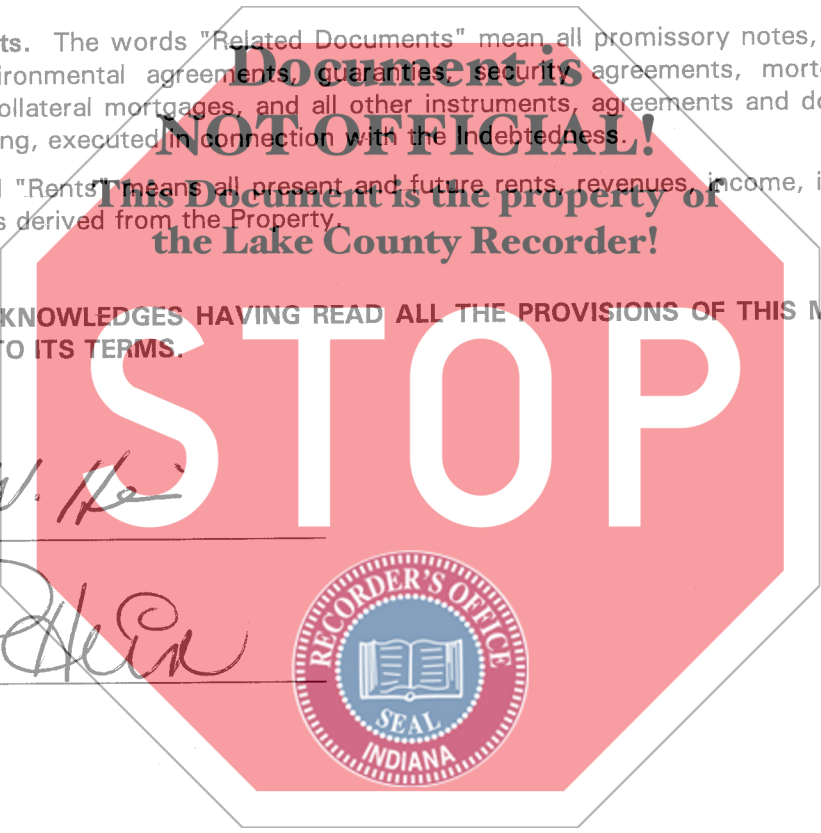 ts. The words "Related Documents" mean all promissory notes,
Document is
ironmental agreements, guaranties, security agreements, mort
ollateral mortgages, and all other instruments, agreements and d
NOT OFFICIAL!
ng, executed in connection with the Indebtedness.
"Rents" means all present and future rents, revenues, income, i
This Document is the property of
s derived from the Property.
the Lake County Recorder!
KNOWLEDGES HAVING READ ALL THE PROVISIONS OF THIS M
TO ITS TERMS.
STOP
W. Hein
Hein
RECORDER'S OFFICE
SEAL
INDIANA